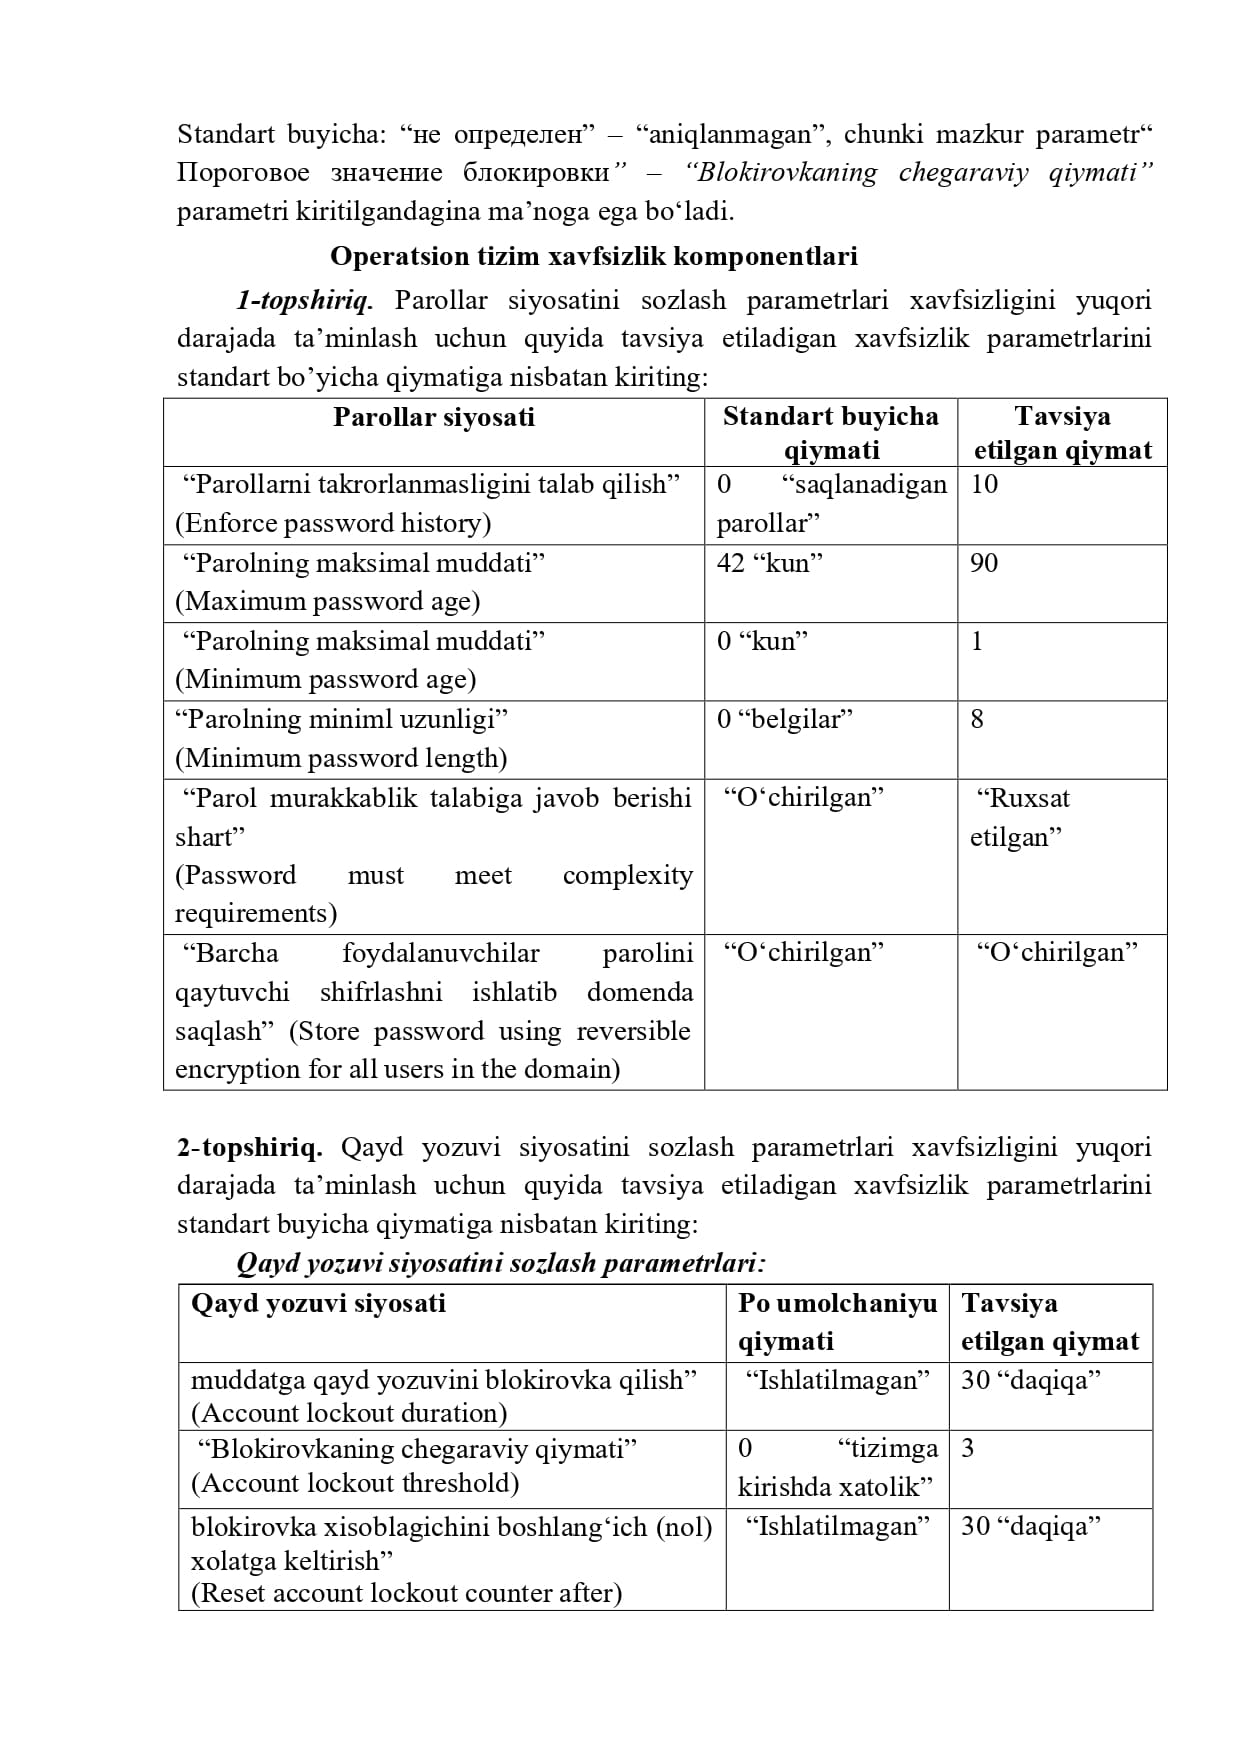 Standart buyicha: “не определен” – “aniqlanmagan”, chunki mazkur parametr“
Пороговое значение блокировки” – “Blokirovkaning chegaraviy qiymati”
parametri kiritilgandagina ma’noga ega bo‘ladi.
Operatsion tizim xavfsizlik komponentlari
1-topshiriq. Parollar siyosatini sozlash parametrlari xavfsizligini yuqori
darajada ta’minlash uchun quyida tavsiya etiladigan xavfsizlik parametrlarini
standart bo’yicha qiymatiga nisbatan kiriting:
Parollar siyosati
Standart buyicha
qiymati
Tavsiya
etilgan qiymat
“Parollarni takrorlanmasligini talab qilish”
(Enforce password history)
0 “saqlanadigan
parollar”
10
“Parolning maksimal muddati”
(Maximum password age)
42 “kun”
90
“Parolning maksimal muddati”
(Minimum password age)
0 “kun”
1
“Parolning miniml uzunligi”
(Minimum password length)
0 “belgilar”
8
“Parol murakkablik talabiga javob berishi
shart”
(Password must meet complexity
requirements)
“O‘chirilgan”
“Ruxsat
etilgan”
“Barcha foydalanuvchilar parolini
qaytuvchi shifrlashni ishlatib domenda
saqlash” (Store password using reversible
encryption for all users in the domain)
“O‘chirilgan”
“O‘chirilgan”
2-topshiriq. Qayd yozuvi siyosatini sozlash parametrlari xavfsizligini yuqori
darajada ta’minlash uchun quyida tavsiya etiladigan xavfsizlik parametrlarini
standart buyicha qiymatiga nisbatan kiriting:
Qayd yozuvi siyosatini sozlash parametrlari:
Qayd yozuvi siyosati
Po umolchaniyu
qiymati
Tavsiya
etilgan qiymat
muddatga qayd yozuvini blokirovka qilish”
(Account lockout duration)
“Ishlatilmagan”
30 “daqiqa”
“Blokirovkaning chegaraviy qiymati”
(Account lockout threshold)
0 “tizimga
kirishda xatolik”
3
blokirovka xisoblagichini boshlang‘ich (nol)
xolatga keltirish”
(Reset account lockout counter after)
“Ishlatilmagan”
30 “daqiqa”